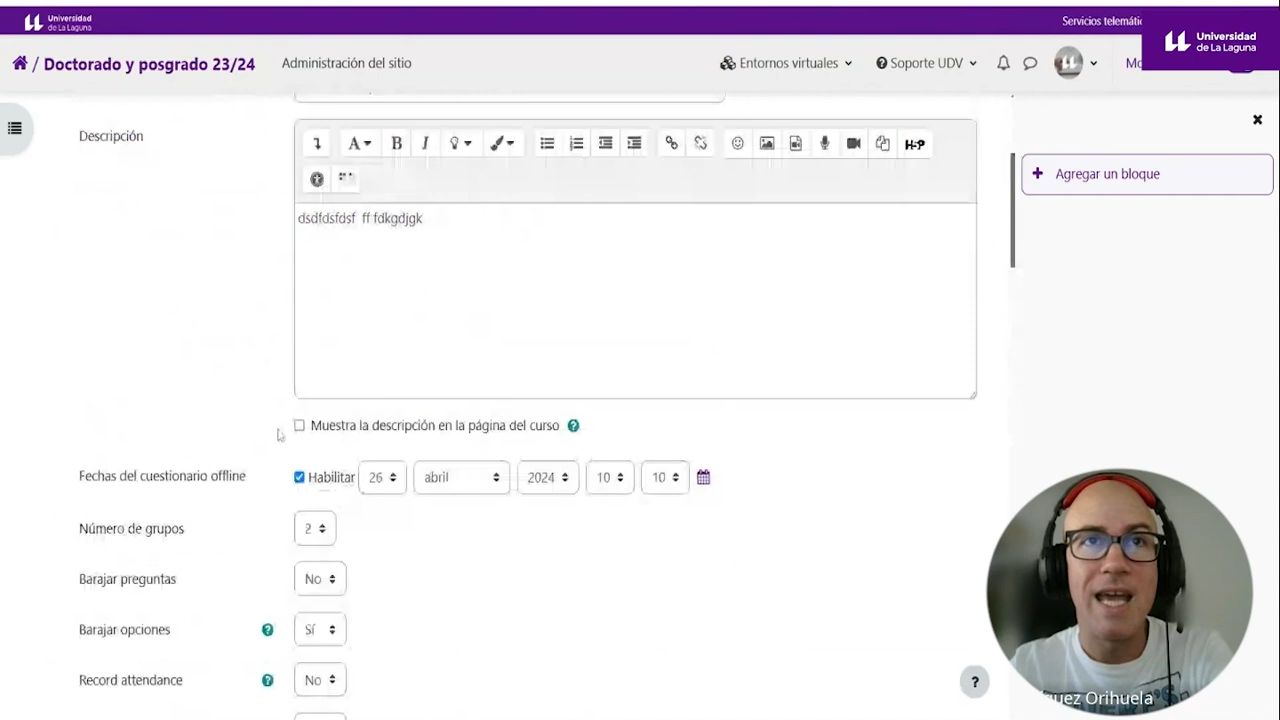 Universidad
de La Laguna
Servicios telemáti
Universidad
de La Laguna
/ Doctorado y posgrado 23/24
Administración del sitio
Entornos virtuales
Soporte UDV
Mo
Descripción
A
B
I
H-P
Agregar un bloque
dsdfdsfdsf ff fdkgdjgk
Muestra la descripción en la página del curso
Fechas del cuestionario offline
Habilitar 26 abril 2024 10 10
Número de grupos
2
Barajar preguntas
No
Barajar opciones
Sí
Record attendance
No
?
guez Orihuela